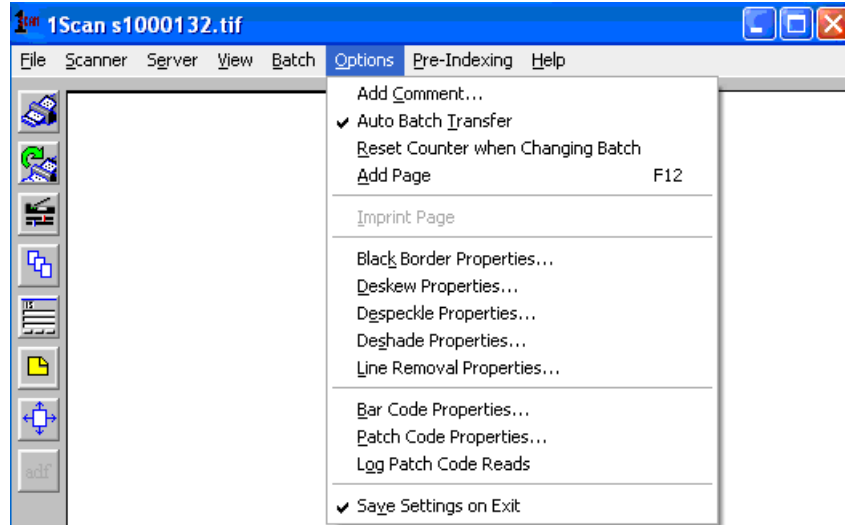 1Scan s1000132.tif
File Scanner Server View Batch Options Pre-Indexing Help
Add Comment...
Auto Batch Transfer
Reset Counter when Changing Batch
Add Page F12
Imprint Page
Black Border Properties...
Deskew Properties...
Despeckle Properties...
Deshade Properties...
Line Removal Properties...
Bar Code Properties...
Patch Code Properties...
Log Patch Code Reads
Save Settings on Exit
adf